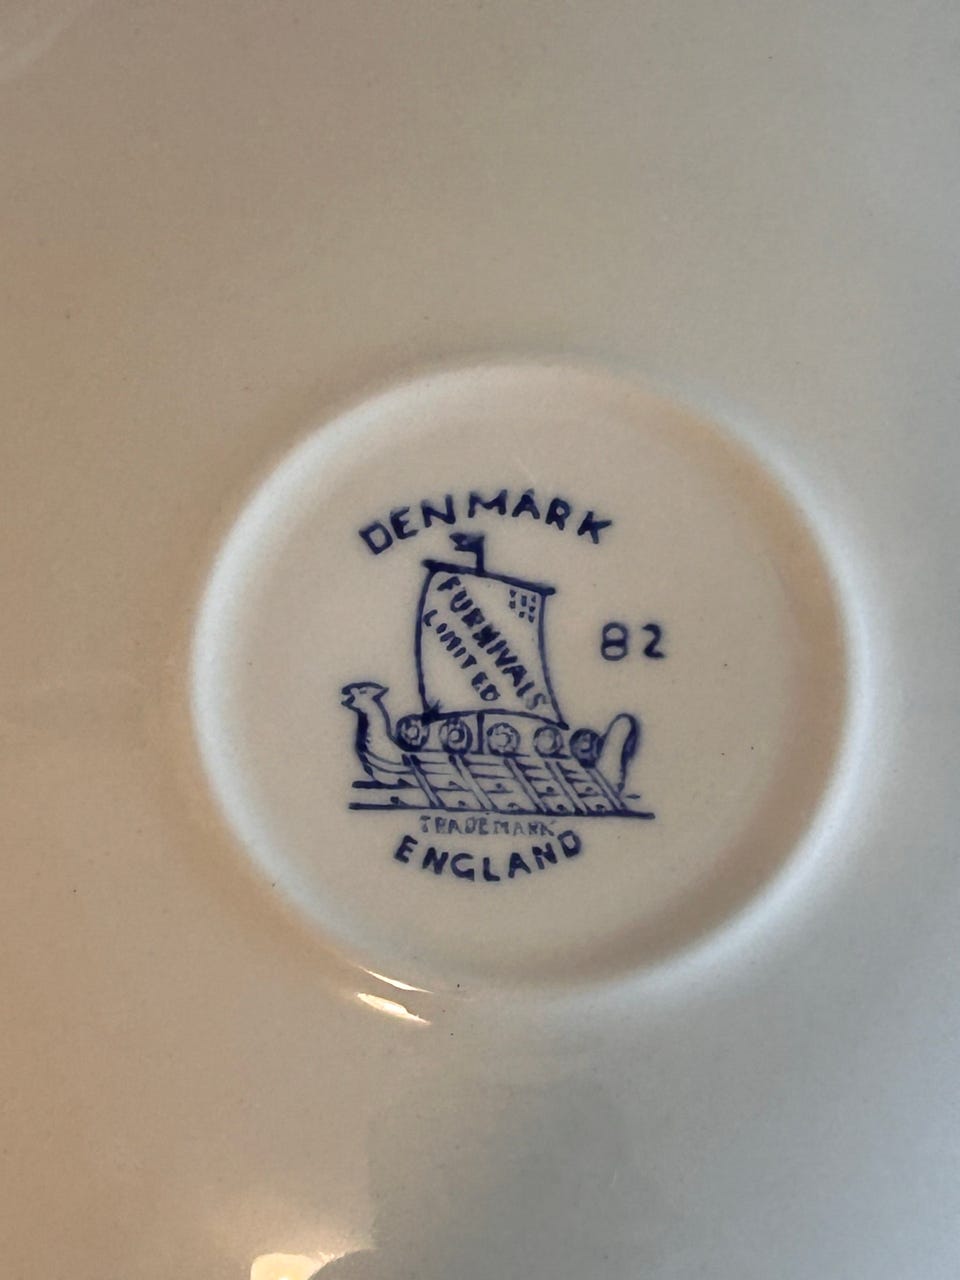 DENMARK
FURNIVALS
LIMITED
82
TRADEMARK
ENGLAND